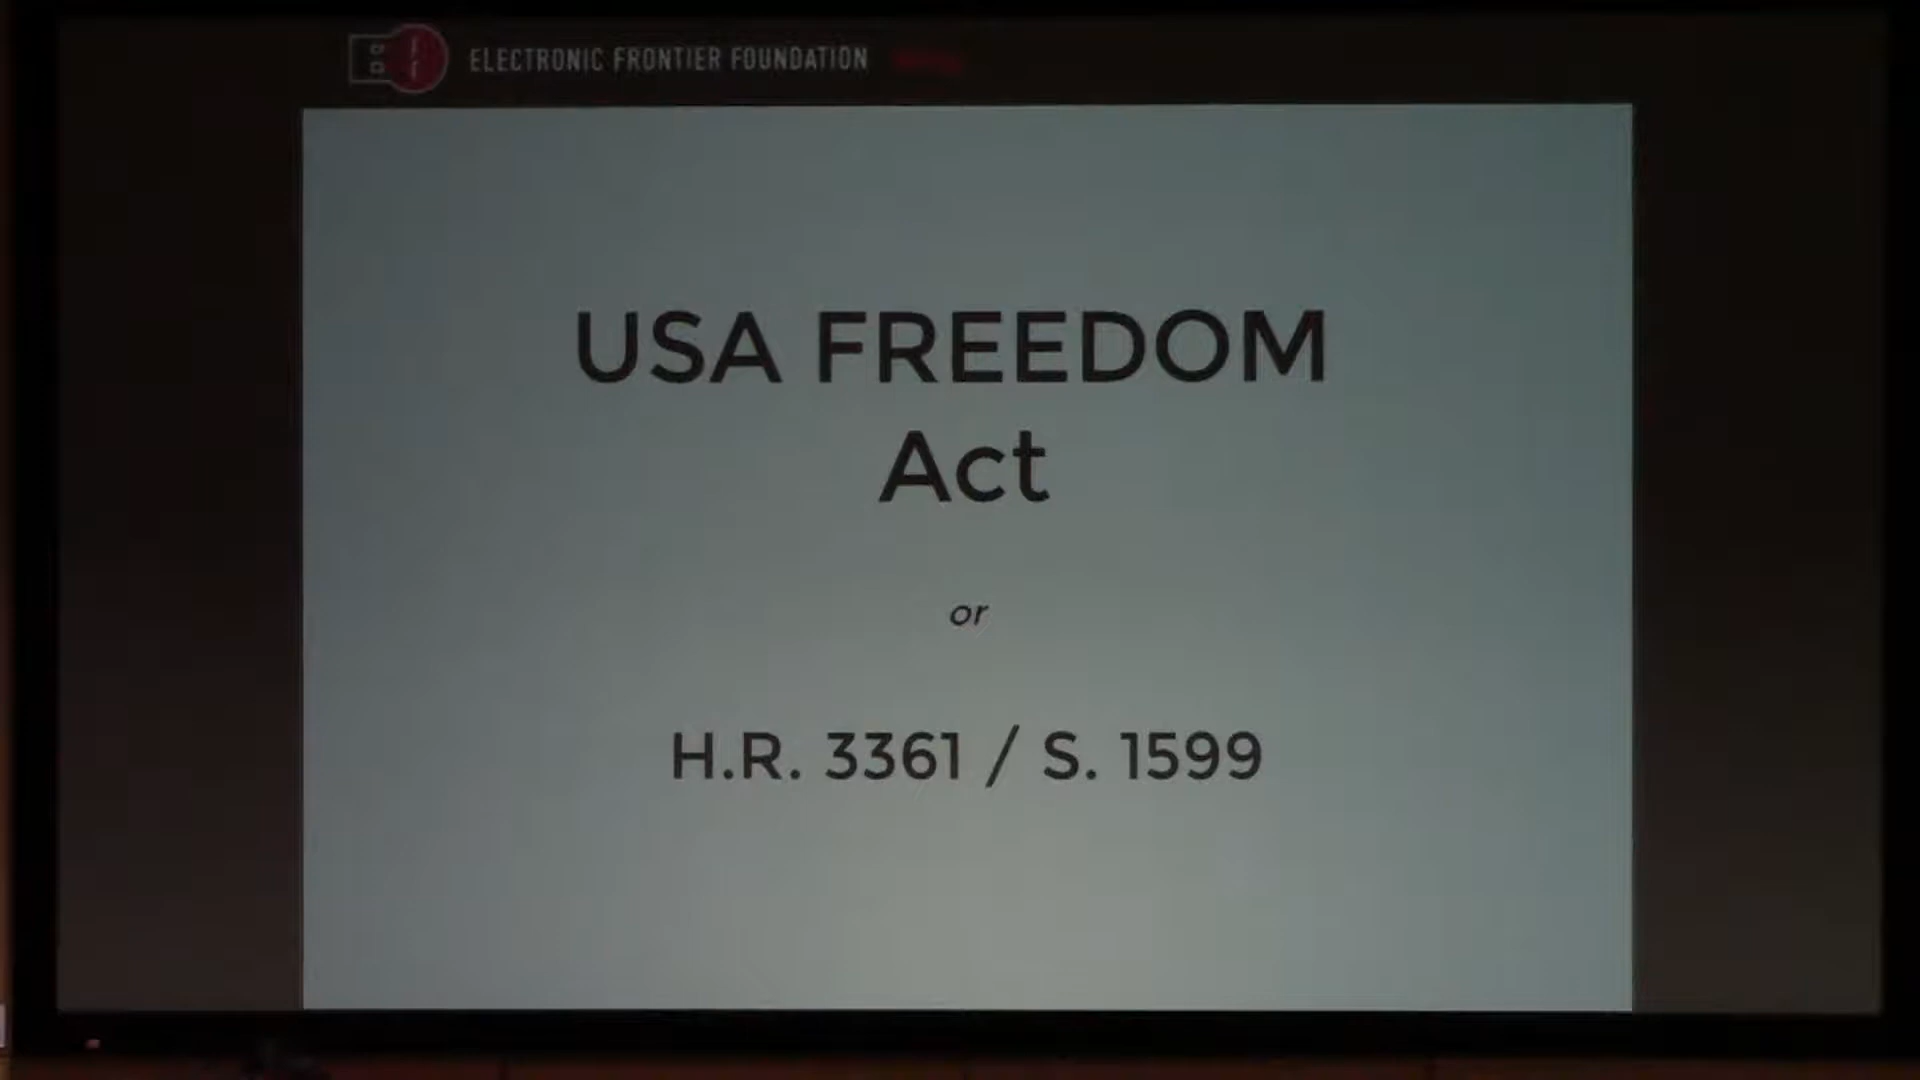 ELECTRONIC FRONTIER FOUNDATION
USA FREEDOM
Act
or
H.R. 3361 / S. 1599